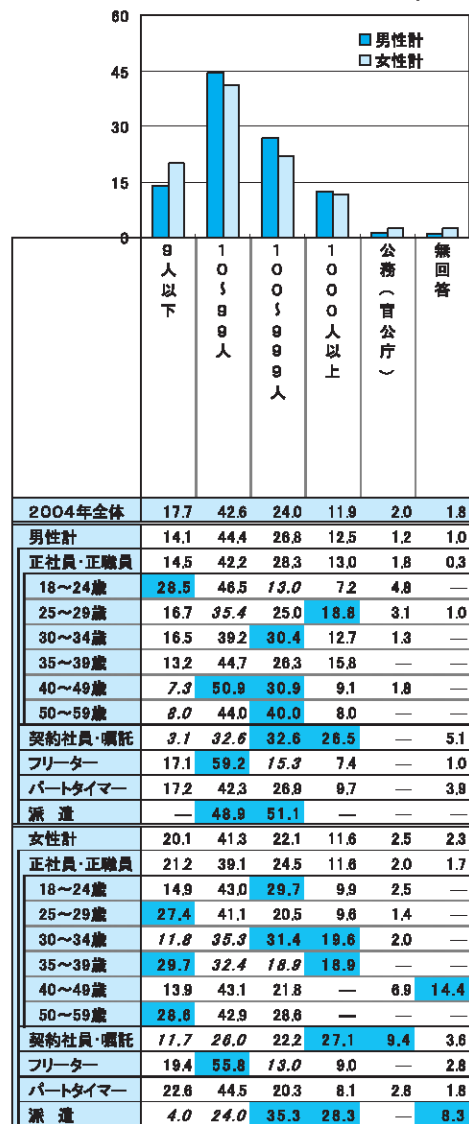 60
45
30
15
0
■男性計
□女性計
9人以下
10〜99人
100〜999人
1000人以上
公務（官公庁）
無回答
2004年全体 17.7 42.6 24.0 11.9 2.0 1.8
男性計 14.1 44.4 26.8 12.5 1.2 1.0
正社員・正職員 14.5 42.2 28.3 13.0 1.8 0.3
18〜24歳 28.5 46.5 13.0 7.2 4.8 —
25〜29歳 16.7 35.4 25.0 18.8 3.1 1.0
30〜34歳 16.5 39.2 30.4 12.7 1.3 —
35〜39歳 13.2 44.7 26.3 15.8 — —
40〜49歳 7.3 50.9 30.9 9.1 1.8 —
50〜59歳 8.0 44.0 40.0 8.0 — —
契約社員・嘱託 3.1 32.6 32.6 26.5 — 5.1
フリーター 17.1 59.2 15.3 7.4 — 1.0
パートタイマー 17.2 42.3 26.9 9.7 — 3.9
派 遣 — 48.9 51.1 — — —
女性計 20.1 41.3 22.1 11.6 2.5 2.3
正社員・正職員 21.2 39.1 24.5 11.6 2.0 1.7
18〜24歳 14.9 43.0 29.7 9.9 2.5 —
25〜29歳 27.4 41.1 20.5 9.6 1.4 —
30〜34歳 11.8 35.3 31.4 19.6 2.0 —
35〜39歳 29.7 32.4 18.9 18.9 — —
40〜49歳 13.9 43.1 21.8 — 6.9 14.4
50〜59歳 28.6 42.9 28.6 — — —
契約社員・嘱託 11.7 26.0 22.2 27.1 9.4 3.6
フリーター 19.4 55.8 13.0 9.0 — 2.8
パートタイマー 22.6 44.5 20.3 8.1 2.8 1.8
派 遣 4.0 24.0 35.3 28.3 — 8.3